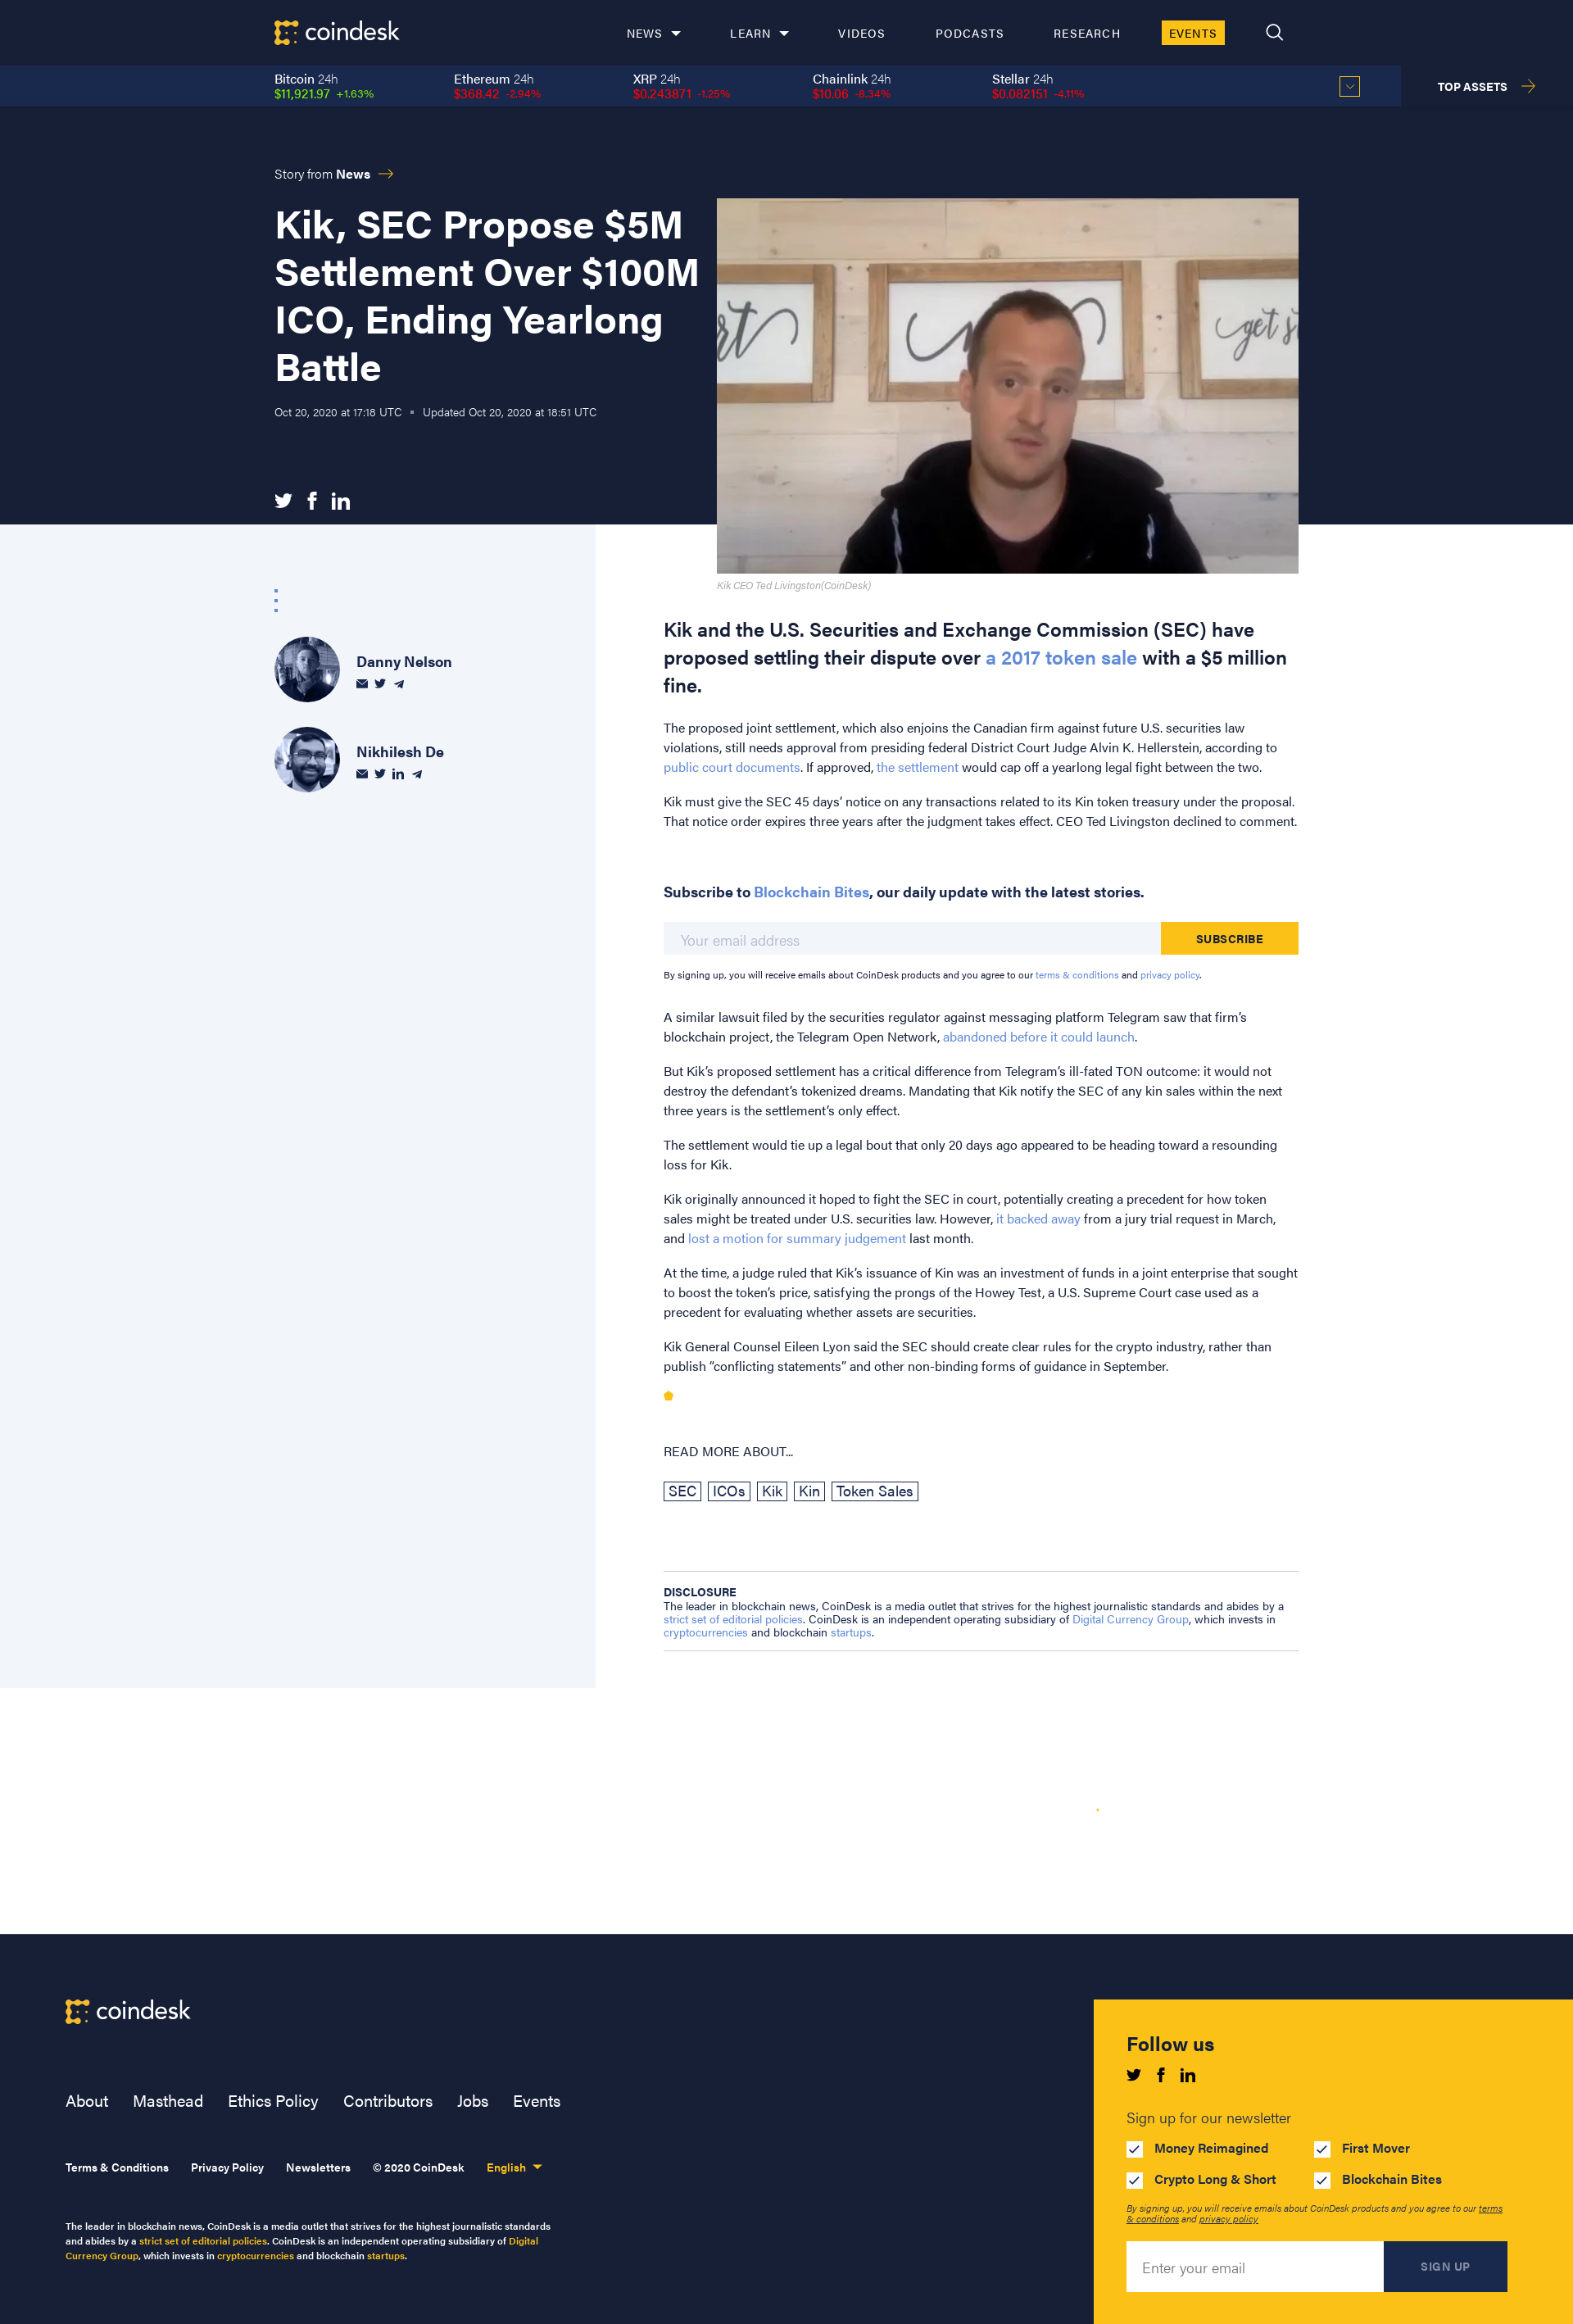 coindesk
NEWS
LEARN
VIDEOS
PODCASTS
RESEARCH
EVENTS
Bitcoin 24h
$11,921.97 +1.63%
Ethereum 24h
$368.42 -2.94%
XRP 24h
$0.243871 -1.25%
Chainlink 24h
$10.06 -8.34%
Stellar 24h
$0.082151 -4.11%
TOP ASSETS
Story from News
Kik, SEC Propose $5M
Settlement Over $100M
ICO, Ending Yearlong
Battle
Oct 20, 2020 at 17:18 UTC ▪ Updated Oct 20, 2020 at 18:51 UTC
get
Kik CEO Ted Livingston(CoinDesk)
Danny Nelson
Nikhilesh De
Kik and the U.S. Securities and Exchange Commission (SEC) have
proposed settling their dispute over a 2017 token sale with a $5 million
fine.
The proposed joint settlement, which also enjoins the Canadian firm against future U.S. securities law
violations, still needs approval from presiding federal District Court Judge Alvin K. Hellerstein, according to
public court documents. If approved, the settlement would cap off a yearlong legal fight between the two.
Kik must give the SEC 45 days’ notice on any transactions related to its Kin token treasury under the proposal.
That notice order expires three years after the judgment takes effect. CEO Ted Livingston declined to comment.
Subscribe to Blockchain Bites, our daily update with the latest stories.
Your email address
SUBSCRIBE
By signing up, you will receive emails about CoinDesk products and you agree to our terms & conditions and privacy policy.
A similar lawsuit filed by the securities regulator against messaging platform Telegram saw that firm’s
blockchain project, the Telegram Open Network, abandoned before it could launch.
But Kik’s proposed settlement has a critical difference from Telegram’s ill-fated TON outcome: it would not
destroy the defendant’s tokenized dreams. Mandating that Kik notify the SEC of any kin sales within the next
three years is the settlement’s only effect.
The settlement would tie up a legal bout that only 20 days ago appeared to be heading toward a resounding
loss for Kik.
Kik originally announced it hoped to fight the SEC in court, potentially creating a precedent for how token
sales might be treated under U.S. securities law. However, it backed away from a jury trial request in March,
and lost a motion for summary judgement last month.
At the time, a judge ruled that Kik’s issuance of Kin was an investment of funds in a joint enterprise that sought
to boost the token’s price, satisfying the prongs of the Howey Test, a U.S. Supreme Court case used as a
precedent for evaluating whether assets are securities.
Kik General Counsel Eileen Lyon said the SEC should create clear rules for the crypto industry, rather than
publish “conflicting statements” and other non-binding forms of guidance in September.
READ MORE ABOUT...
SEC
ICOs
Kik
Kin
Token Sales
DISCLOSURE
The leader in blockchain news, CoinDesk is a media outlet that strives for the highest journalistic standards and abides by a
strict set of editorial policies. CoinDesk is an independent operating subsidiary of Digital Currency Group, which invests in
cryptocurrencies and blockchain startups.
coindesk
About
Masthead
Ethics Policy
Contributors
Jobs
Events
Terms & Conditions
Privacy Policy
Newsletters
© 2020 CoinDesk
English
The leader in blockchain news, CoinDesk is a media outlet that strives for the highest journalistic standards
and abides by a strict set of editorial policies. CoinDesk is an independent operating subsidiary of Digital
Currency Group, which invests in cryptocurrencies and blockchain startups.
Follow us
Sign up for our newsletter
Money Reimagined
First Mover
Crypto Long & Short
Blockchain Bites
By signing up, you will receive emails about CoinDesk products and you agree to our terms
& conditions and privacy policy
Enter your email
SIGN UP